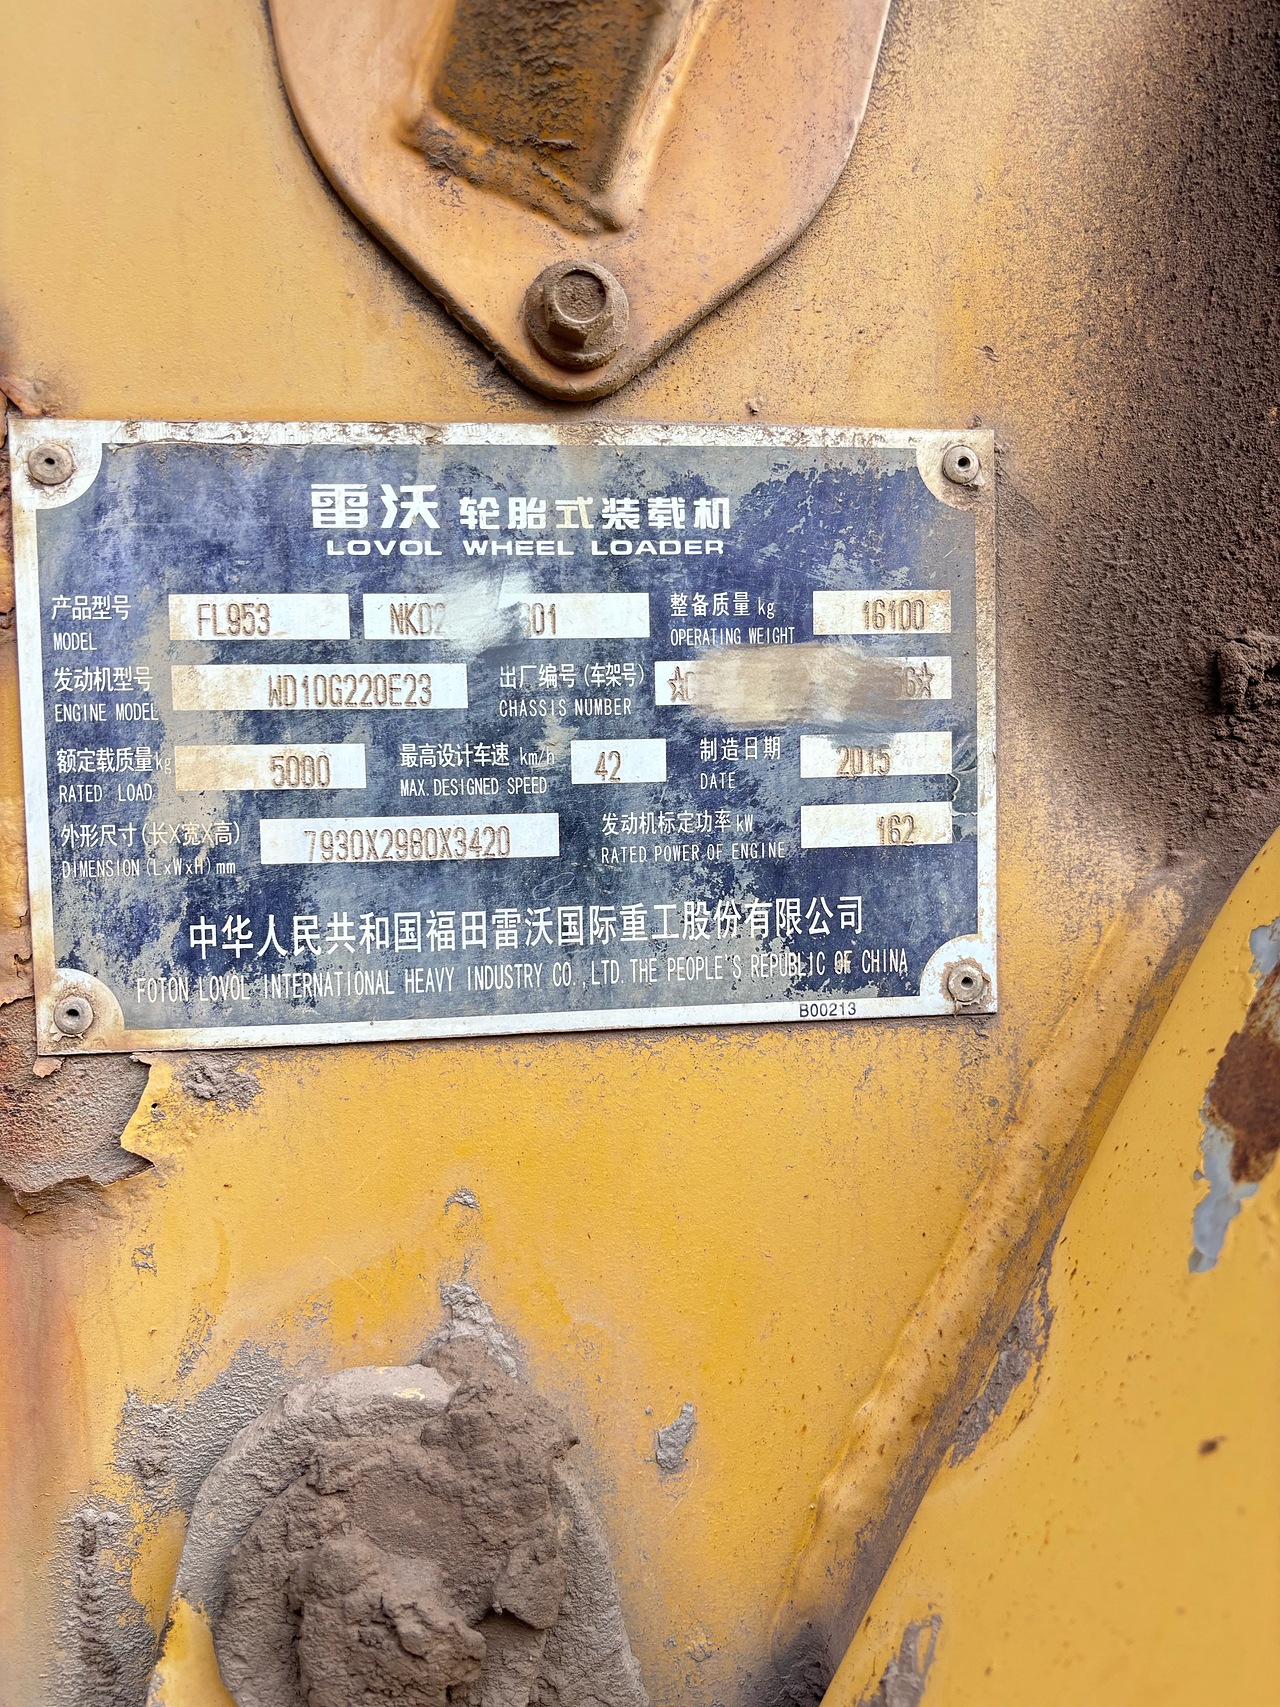 雷沃 轮胎式装载机
LOVOL WHEEL LOADER
产品型号 FL953 整备质量 kg 16100
MODEL OPERATING WEIGHT
发动机型号 WD10G220E23 出厂编号(车架号)
ENGINE MODEL CHASSIS NUMBER
额定载质量kg 5000 最高设计车速 km/h 42 制造日期 2015
RATED LOAD MAX.DESIGNED SPEED DATE
外形尺寸(长X宽X高) 7930X2980X3420 发动机标定功率kW 162
DIMENSION(LxWxH)mm RATED POWER OF ENGINE
中华人民共和国福田雷沃国际重工股份有限公司
FOTON LOVOL INTERNATIONAL HEAVY INDUSTRY CO.,LTD.THE PEOPLE'S REPUBLIC OF CHINA
B00213